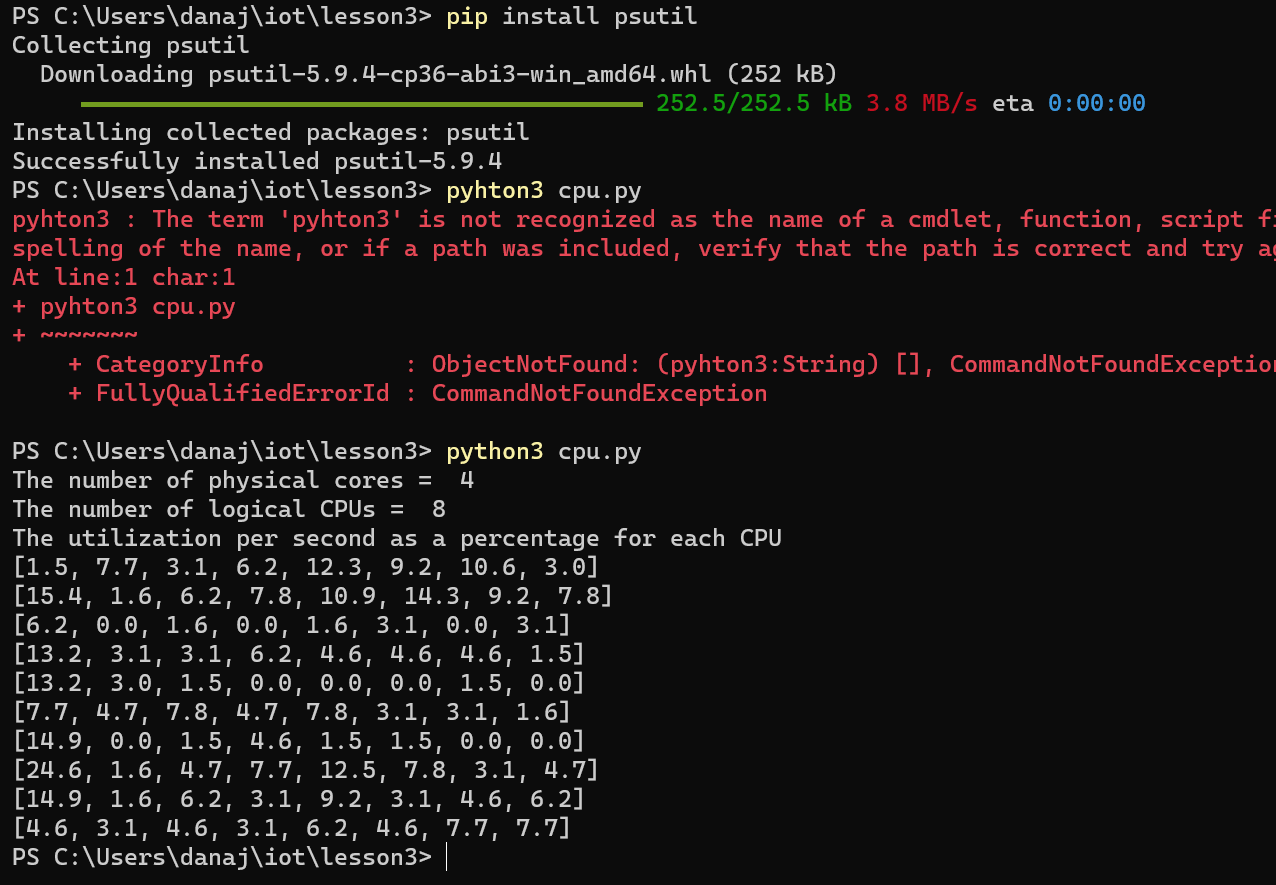 PS C:\Users\danaj\iot\lesson3> pip install psutil
Collecting psutil
  Downloading psutil-5.9.4-cp36-abi3-win_amd64.whl (252 kB)
     ━━━━━━━━━━━━━━━━━━━━━━━━━━━━━━━━━━━━━━━━ 252.5/252.5 kB 3.8 MB/s eta 0:00:00
Installing collected packages: psutil
Successfully installed psutil-5.9.4
PS C:\Users\danaj\iot\lesson3> pyhton3 cpu.py
pyhton3 : The term 'pyhton3' is not recognized as the name of a cmdlet, function, script
spelling of the name, or if a path was included, verify that the path is correct and try
At line:1 char:1
+ pyhton3 cpu.py
+ ~~~~~~~
    + CategoryInfo          : ObjectNotFound: (pyhton3:String) [], CommandNotFoundException
    + FullyQualifiedErrorId : CommandNotFoundException

PS C:\Users\danaj\iot\lesson3> python3 cpu.py
The number of physical cores =  4
The number of logical CPUs =  8
The utilization per second as a percentage for each CPU
[1.5, 7.7, 3.1, 6.2, 12.3, 9.2, 10.6, 3.0]
[15.4, 1.6, 6.2, 7.8, 10.9, 14.3, 9.2, 7.8]
[6.2, 0.0, 1.6, 0.0, 1.6, 3.1, 0.0, 3.1]
[13.2, 3.1, 3.1, 6.2, 4.6, 4.6, 4.6, 1.5]
[13.2, 3.0, 1.5, 0.0, 0.0, 0.0, 1.5, 0.0]
[7.7, 4.7, 7.8, 4.7, 7.8, 3.1, 3.1, 1.6]
[14.9, 0.0, 1.5, 4.6, 1.5, 1.5, 0.0, 0.0]
[24.6, 1.6, 4.7, 7.7, 12.5, 7.8, 3.1, 4.7]
[14.9, 1.6, 6.2, 3.1, 9.2, 3.1, 4.6, 6.2]
[4.6, 3.1, 4.6, 3.1, 6.2, 4.6, 7.7, 7.7]
PS C:\Users\danaj\iot\lesson3>